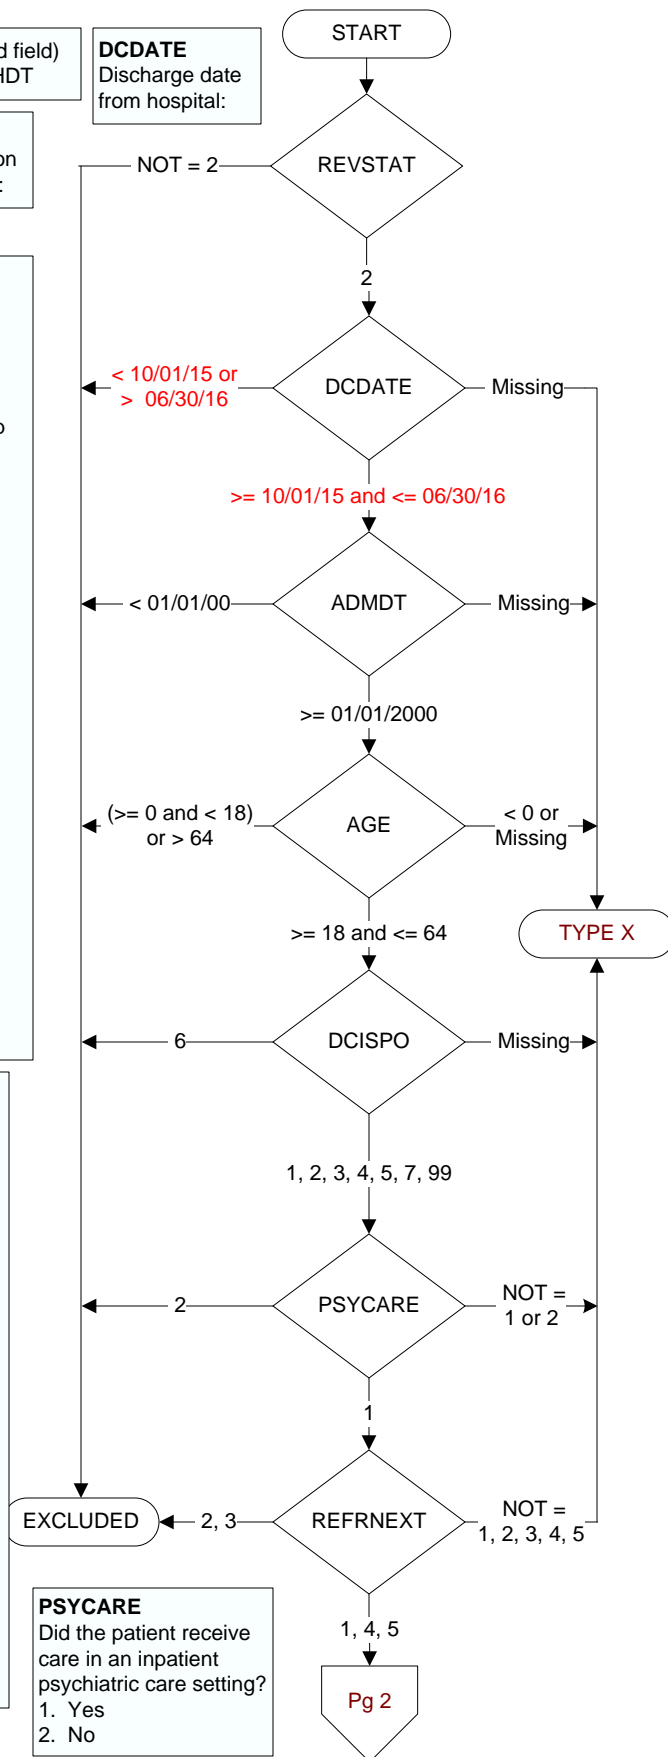 d field)
HDT
DCDATE
Discharge date
from hospital:
START
on
:
NOT = 2
REVSTAT
2
< 10/01/15 or
> 06/30/16
DCDATE
Missing
o
>= 10/01/15 and <= 06/30/16
< 01/01/00
ADMDT
Missing
>= 01/01/2000
(>= 0 and < 18)
or > 64
AGE
< 0 or
Missing
>= 18 and <= 64
TYPE X
6
DCISPO
Missing
1, 2, 3, 4, 5, 7, 99
2
PSYCARE
NOT =
1 or 2
1
EXCLUDED
2, 3
REFRNEXT
NOT =
1, 2, 3, 4, 5
PSYCARE
Did the patient receive
care in an inpatient
psychiatric care setting?
1. Yes
2. No
1, 4, 5
Pg 2